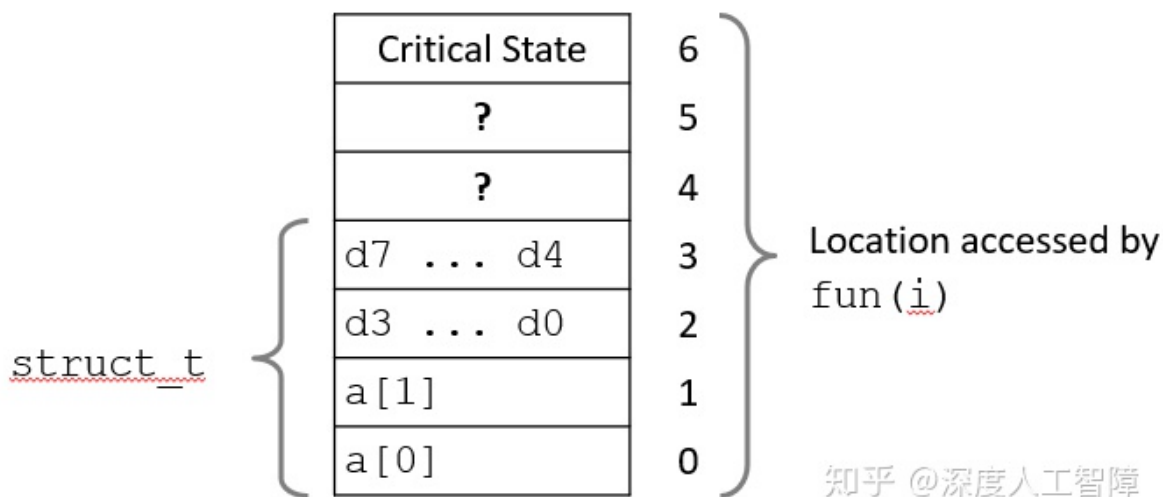 Critical State 6
? 5
? 4
d7 ... d4 3
d3 ... d0 2
a[1] 1
a[0] 0
struct_t
Location accessed by
fun(i)
知乎 @深度人工智障